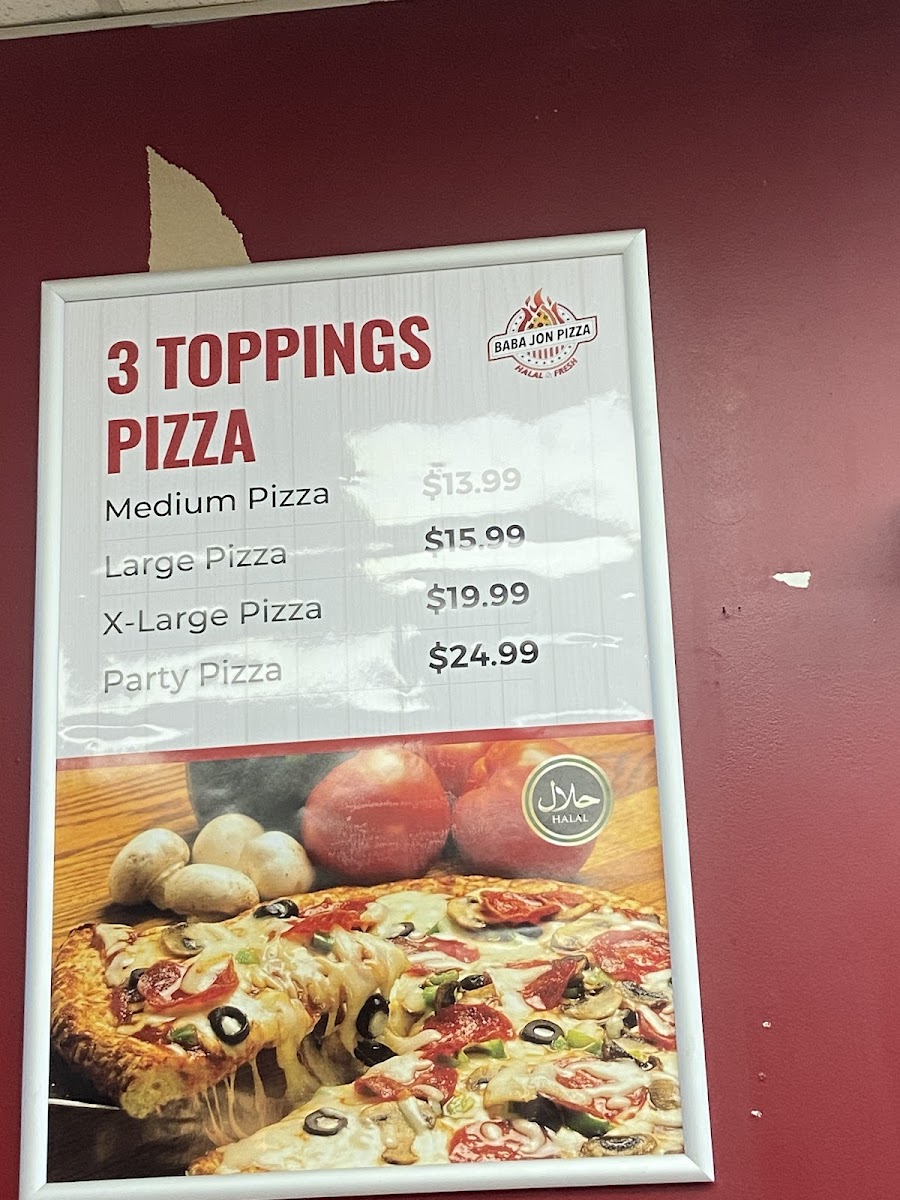 3 TOPPINGS
PIZZA
BABA JON PIZZA
HALAL & FRESH
Medium Pizza $13.99
Large Pizza $15.99
X-Large Pizza $19.99
Party Pizza $24.99
حلال
HALAL